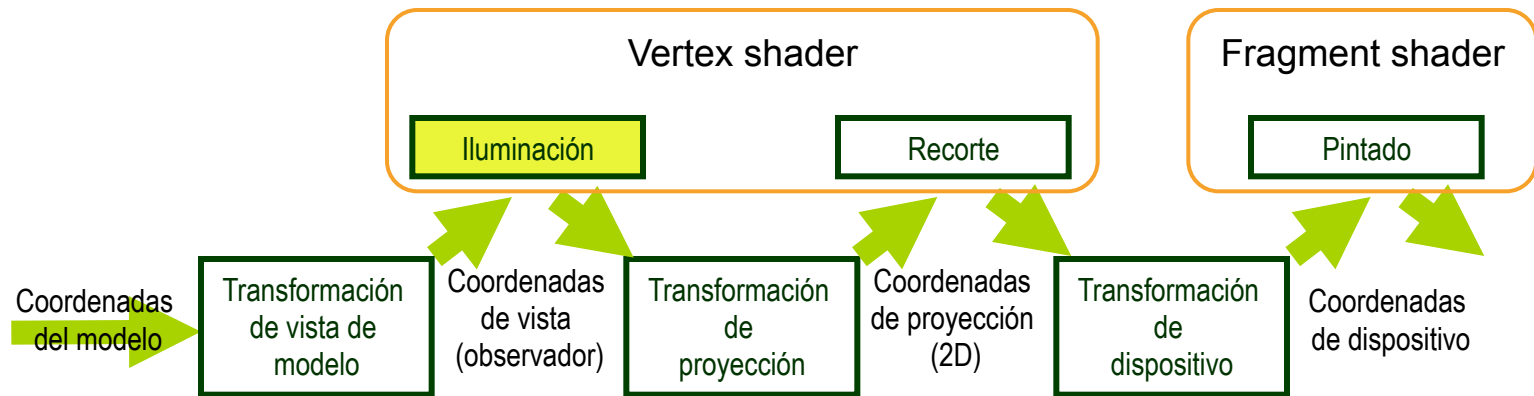 Vertex shader
Fragment shader
Iluminación
Recorte
Pintado
Coordenadas
del modelo
Transformación
de vista de
modelo
Coordenadas
de vista
(observador)
Transformación
de
proyección
Coordenadas
de proyección
(2D)
Transformación
de
dispositivo
Coordenadas
de dispositivo